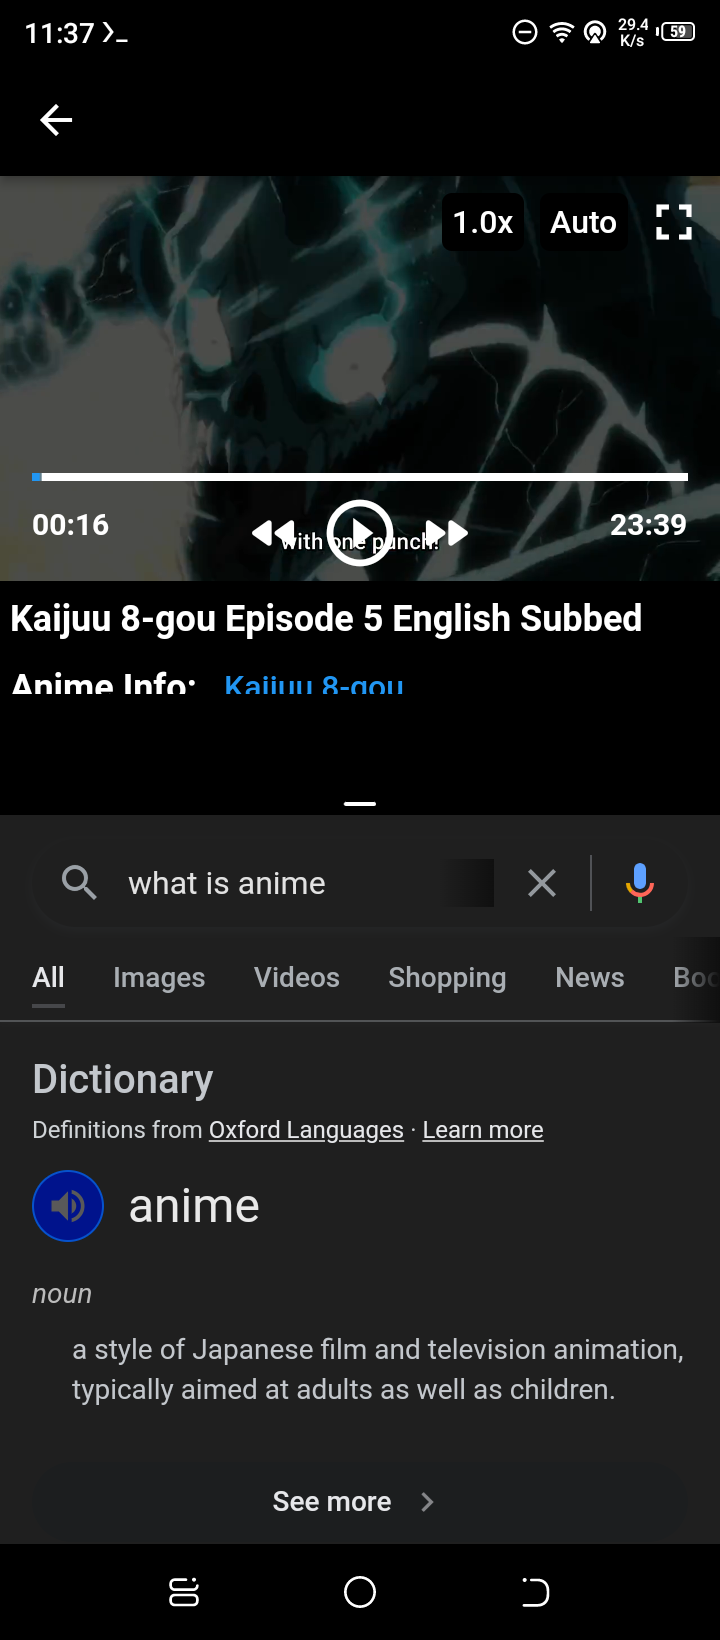 11:37
29.4
K/s
59
1.0x
Auto
00:16
with one punch!
23:39
Kaijuu 8-gou Episode 5 English Subbed
Anime Info: Kaijuu 8-gou
what is anime
All Images Videos Shopping News Boo
Dictionary
Definitions from Oxford Languages · Learn more
anime
noun
a style of Japanese film and television animation,
typically aimed at adults as well as children.
See more